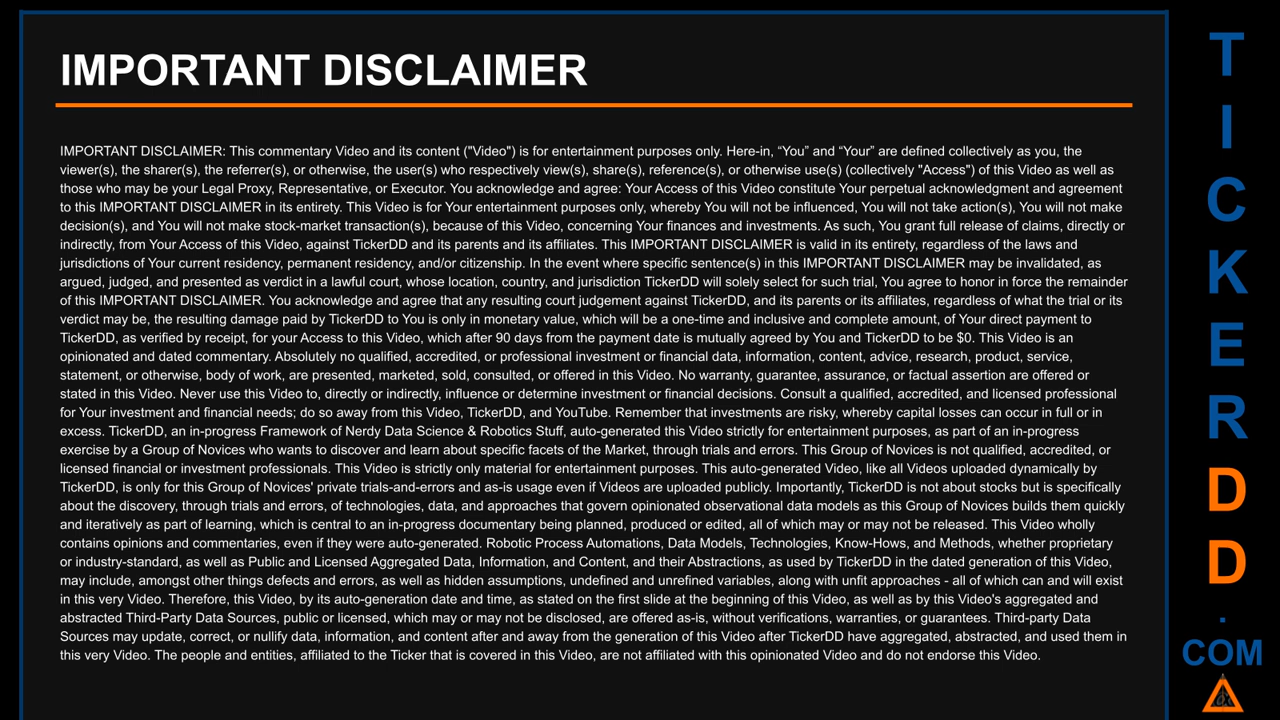 IMPORTANT DISCLAIMER
IMPORTANT DISCLAIMER: This commentary Video and its content ("Video") is for entertainment purposes only. Here-in, “You” and “Your” are defined collectively as you, the
viewer(s), the sharer(s), the referrer(s), or otherwise, the user(s) who respectively view(s), share(s), reference(s), or otherwise use(s) (collectively "Access") of this Video as well as
those who may be your Legal Proxy, Representative, or Executor. You acknowledge and agree: Your Access of this Video constitute Your perpetual acknowledgment and agreement
to this IMPORTANT DISCLAIMER in its entirety. This Video is for Your entertainment purposes only, whereby You will not be influenced, You will not take action(s), You will not make
decision(s), and You will not make stock-market transaction(s), because of this Video, concerning Your finances and investments. As such, You grant full release of claims, directly or
indirectly, from Your Access of this Video, against TickerDD and its parents and its affiliates. This IMPORTANT DISCLAIMER is valid in its entirety, regardless of the laws and
jurisdictions of Your current residency, permanent residency, and/or citizenship. In the event where specific sentence(s) in this IMPORTANT DISCLAIMER may be invalidated, as
argued, judged, and presented as verdict in a lawful court, whose location, country, and jurisdiction TickerDD will solely select for such trial, You agree to honor in force the remainder
of this IMPORTANT DISCLAIMER. You acknowledge and agree that any resulting court judgement against TickerDD, and its parents or its affiliates, regardless of what the trial or its
verdict may be, the resulting damage paid by TickerDD to You is only in monetary value, which will be a one-time and inclusive and complete amount, of Your direct payment to
TickerDD, as verified by receipt, for your Access to this Video, which after 90 days from the payment date is mutually agreed by You and TickerDD to be $0. This Video is an
opinionated and dated commentary. Absolutely no qualified, accredited, or professional investment or financial data, information, content, advice, research, product, service,
statement, or otherwise, body of work, are presented, marketed, sold, consulted, or offered in this Video. No warranty, guarantee, assurance, or factual assertion are offered or
stated in this Video. Never use this Video to, directly or indirectly, influence or determine investment or financial decisions. Consult a qualified, accredited, and licensed professional
for Your investment and financial needs; do so away from this Video, TickerDD, and YouTube. Remember that investments are risky, whereby capital losses can occur in full or in
excess. TickerDD, an in-progress Framework of Nerdy Data Science & Robotics Stuff, auto-generated this Video strictly for entertainment purposes, as part of an in-progress
exercise by a Group of Novices who wants to discover and learn about specific facets of the Market, through trials and errors. This Group of Novices is not qualified, accredited, or
licensed financial or investment professionals. This Video is strictly only material for entertainment purposes. This auto-generated Video, like all Videos uploaded dynamically by
TickerDD, is only for this Group of Novices' private trials-and-errors and as-is usage even if Videos are uploaded publicly. Importantly, TickerDD is not about stocks but is specifically
about the discovery, through trials and errors, of technologies, data, and approaches that govern opinionated observational data models as this Group of Novices builds them quickly
and iteratively as part of learning, which is central to an in-progress documentary being planned, produced or edited, all of which may or may not be released. This Video wholly
contains opinions and commentaries, even if they were auto-generated. Robotic Process Automations, Data Models, Technologies, Know-Hows, and Methods, whether proprietary
or industry-standard, as well as Public and Licensed Aggregated Data, Information, and Content, and their Abstractions, as used by TickerDD in the dated generation of this Video,
may include, amongst other things defects and errors, as well as hidden assumptions, undefined and unrefined variables, along with unfit approaches - all of which can and will exist
in this very Video. Therefore, this Video, by its auto-generation date and time, as stated on the first slide at the beginning of this Video, as well as by this Video's aggregated and
abstracted Third-Party Data Sources, public or licensed, which may or may not be disclosed, are offered as-is, without verifications, warranties, or guarantees. Third-party Data
Sources may update, correct, or nullify data, information, and content after and away from the generation of this Video after TickerDD have aggregated, abstracted, and used them in
this very Video. The people and entities, affiliated to the Ticker that is covered in this Video, are not affiliated with this opinionated Video and do not endorse this Video.
T
I
C
K
E
R
D
D
.
COM